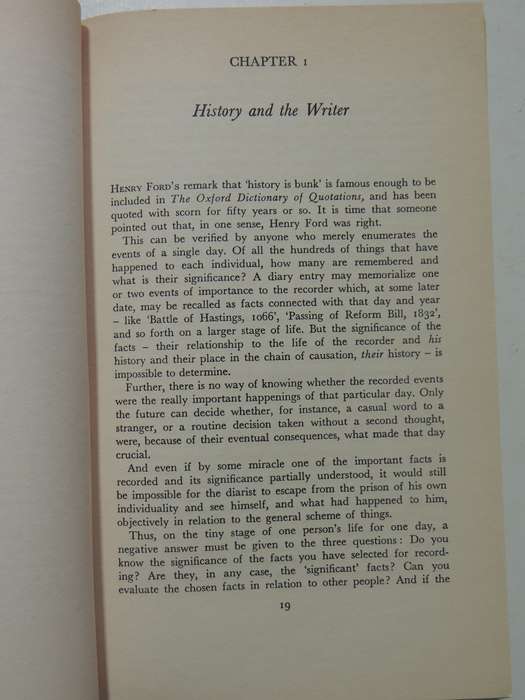 CHAPTER 1
History and the Writer
HENRY FORD'S remark that 'history is bunk' is famous enough to be
included in The Oxford Dictionary of Quotations, and has been
quoted with scorn for fifty years or so. It is time that someone
pointed out that, in one sense, Henry Ford was right.
This can be verified by anyone who merely enumerates the
events of a single day. Of all the hundreds of things that have
happened to each individual, how many are remembered and
what is their significance? A diary entry may memorialize one
or two events of importance to the recorder which, at some later
date, may be recalled as facts connected with that day and year
– like 'Battle of Hastings, 1066', 'Passing of Reform Bill, 1832',
and so forth on a larger stage of life. But the significance of the
facts – their relationship to the life of the recorder and his
history and their place in the chain of causation, their history – is
impossible to determine.
Further, there is no way of knowing whether the recorded events
were the really important happenings of that particular day. Only
the future can decide whether, for instance, a casual word to a
stranger, or a routine decision taken without a second thought,
were, because of their eventual consequences, what made that day
crucial.
And even if by some miracle one of the important facts is
recorded and its significance partially understood, it would still
be impossible for the diarist to escape from the prison of his own
individuality and see himself, and what had happened to him,
objectively in relation to the general scheme of things.
Thus, on the tiny stage of one person's life for one day, a
negative answer must be given to the three questions: Do you
know the significance of the facts you have selected for record-
ing? Are they, in any case, the 'significant' facts? Can you
evaluate the chosen facts in relation to other people? And if the
19